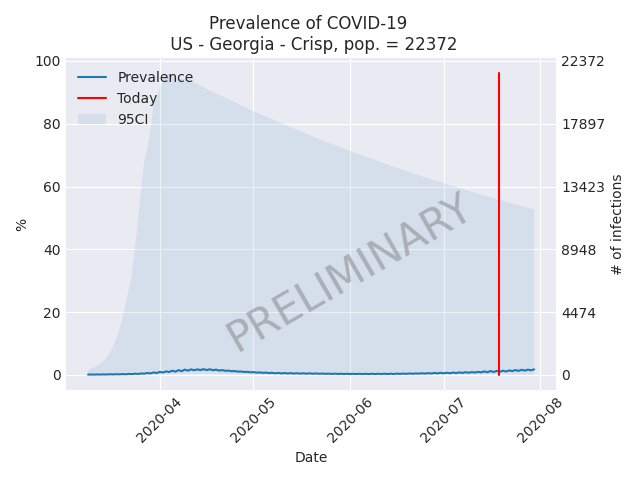 Prevalence of COVID-19
US - Georgia - Crisp, pop. = 22372
100
80
60
40
20
0
%
Prevalence
Today
95CI
PRELIMINARY
22372
17897
13423
8948
4474
0
# of infections
2020-04
2020-05
2020-06
2020-07
2020-08
Date